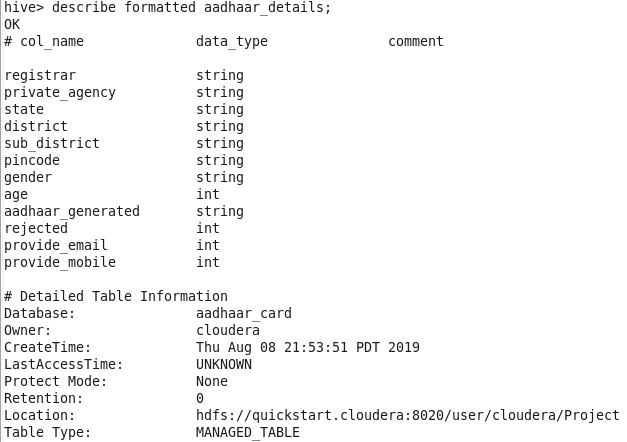 hive> describe formatted aadhaar_details;
OK
# col_name data_type comment
registrar string
private_agency string
state string
district string
sub_district string
pincode string
gender string
age int
aadhaar_generated string
rejected int
provide_email int
provide_mobile int
# Detailed Table Information
Database: aadhaar_card
Owner: cloudera
CreateTime: Thu Aug 08 21:53:51 PDT 2019
LastAccessTime: UNKNOWN
Protect Mode: None
Retention: 0
Location: hdfs://quickstart.cloudera:8020/user/cloudera/Project
Table Type: MANAGED_TABLE